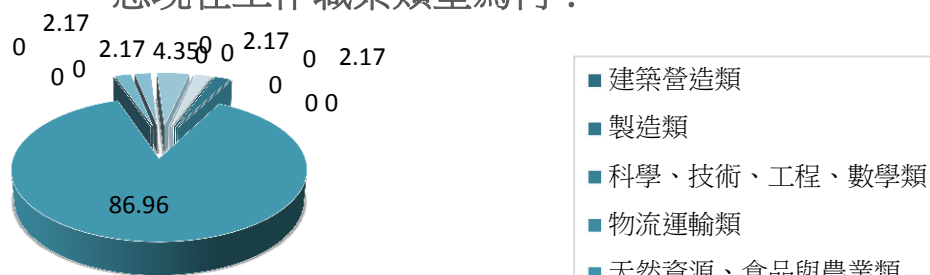 2.17
0 2.17 4.35 0 0 2.17 0 2.17
0 0 0
0 0
86.96
建築營造類
製造類
科學、技術、工程、數學類
物流運輸類